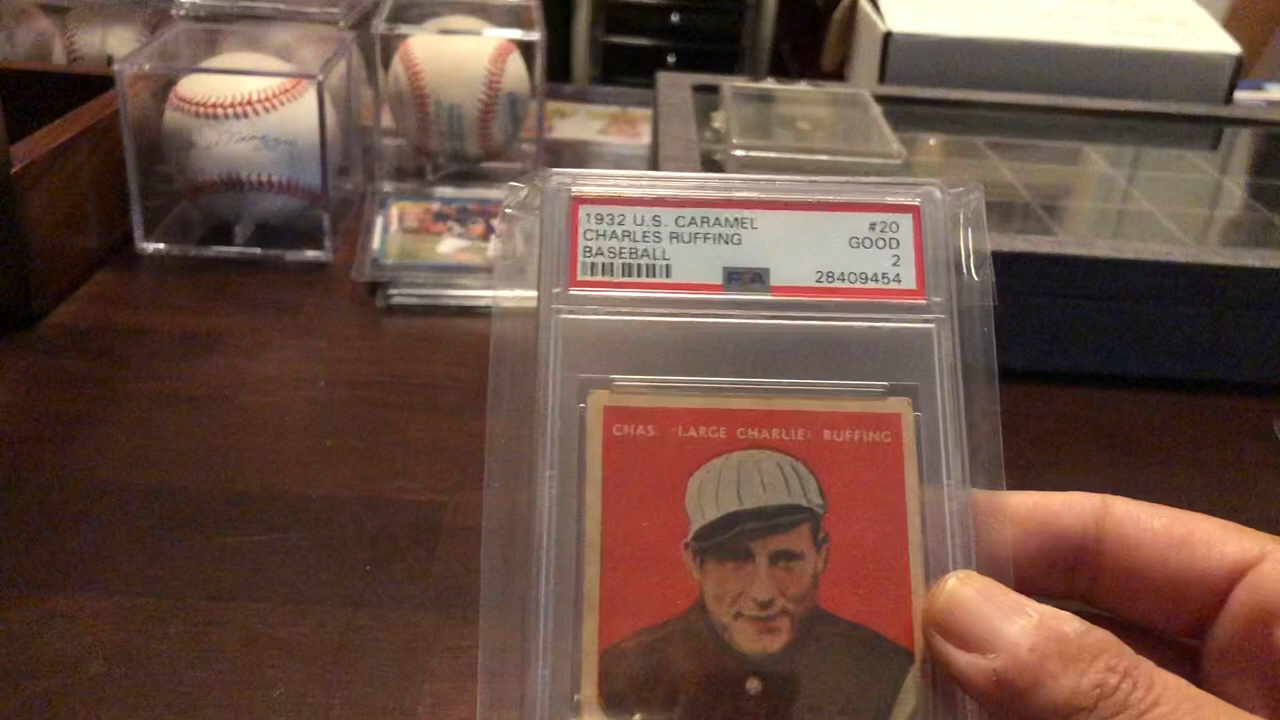 1932 U.S. CARAMEL #20
CHARLES RUFFING GOOD
BASEBALL 2
PSA 28409454
CHAS. "LARGE CHARLIE" RUFFING